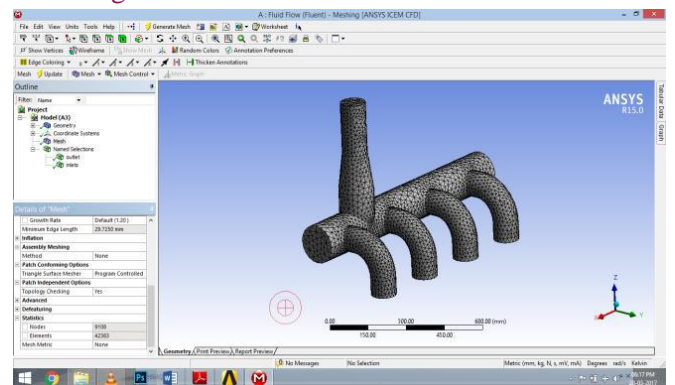 A : Fluid Flow (Fluent) - Meshing [ANSYS ICEM CFD]
File Edit View Units Tools Help Generate Mesh Worksheet
Show Vertices Wireframe Show Mesh Random Colors Annotation Preferences
Edge Coloring Thicken Annotations
Mesh Update Mesh Mesh Control Metric Graph
Outline
Filter: Name
Project
Model (A3)
Geometry
Coordinate Systems
Mesh
Named Selections
outlet
inlets
Details of "Mesh"
Growth Rate Default (1.20)
Minimum Edge Length 28.7250 mm
Inflation
Assembly Meshing
Method None
Patch Conforming Options
Triangle Surface Mesher Program Controlled
Patch Independent Options
Topology Checking Yes
Advanced
Defeaturing
Statistics
Nodes 9100
Elements 42303
Mesh Metric None
ANSYS
R15.0
Tabular Data
Graph
Z
Y
0.00 300.00 600.00 (mm)
150.00 450.00
Geometry Print Preview Report Preview
No Messages No Selection Metric (mm, kg, N, s, mV, mA) Degrees rad/s Kelvin